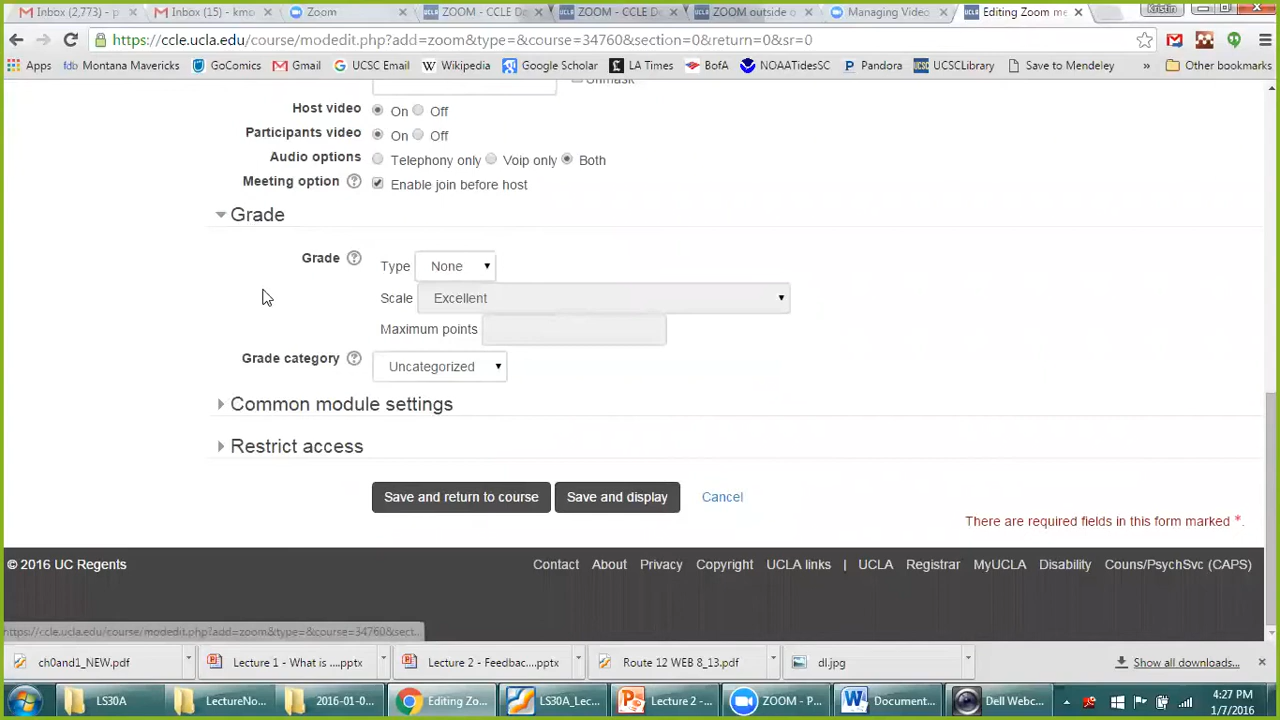 Inbox (2,773) - p
Inbox (15) - kmc
Zoom
ZOOM - CCLE Do
ZOOM - CCLE De
ZOOM outside o
Managing Video
Editing Zoom me
Kristin
https://ccle.ucla.edu/course/modedit.php?add=zoom&type=&course=34760&section=0&return=0&sr=0
Apps
Montana Mavericks
GoComics
Gmail
UCSC Email
Wikipedia
Google Scholar
LA Times
BofA
NOAATidesSC
Pandora
UCSCLibrary
Save to Mendeley
»
Other bookmarks
Unmask
Host video On Off
Participants video On Off
Audio options Telephony only Voip only Both
Meeting option Enable join before host
Grade
Grade Type None
Scale Excellent
Maximum points
Grade category Uncategorized
Common module settings
Restrict access
Save and return to course Save and display Cancel
There are required fields in this form marked *.
© 2016 UC Regents
Contact About Privacy Copyright UCLA links | UCLA Registrar MyUCLA Disability Couns/PsychSvc (CAPS)
https://ccle.ucla.edu/course/modedit.php?add=zoom&type=&course=34760&sect...
ch0and1_NEW.pdf
Lecture 1 - What is ....pptx
Lecture 2 - Feedbac....pptx
Route 12 WEB 8_13.pdf
dl.jpg
Show all downloads...
LS30A
LectureNo...
2016-01-0...
Editing Zo...
LS30A_Lec...
Lecture 2 -...
ZOOM - P...
Document...
Dell Webc...
4:27 PM
1/7/2016